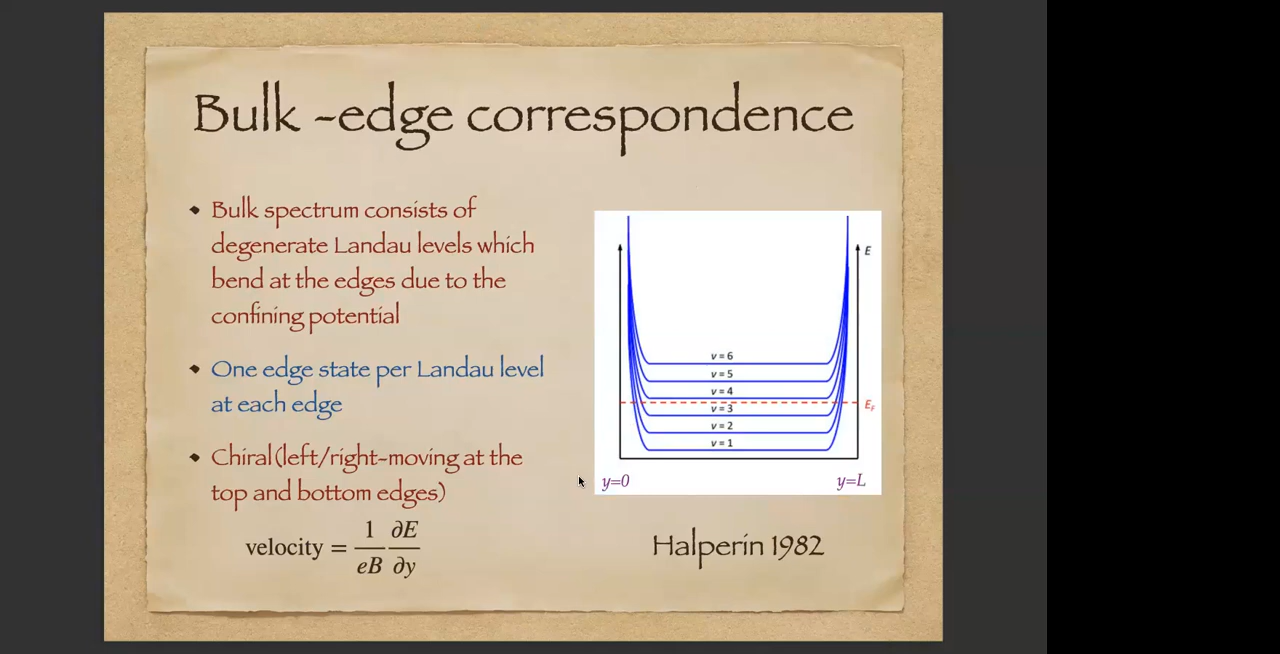 Bulk -edge correspondence
Bulk spectrum consists of
degenerate Landau levels which
bend at the edges due to the
confining potential
One edge state per Landau level
at each edge
Chiral (left/right-moving at the
top and bottom edges)
velocity = 1/eB ∂E/∂y
E
ν = 6
ν = 5
ν = 4
E_F
ν = 3
ν = 2
ν = 1
y=0
y=L
Halperin 1982